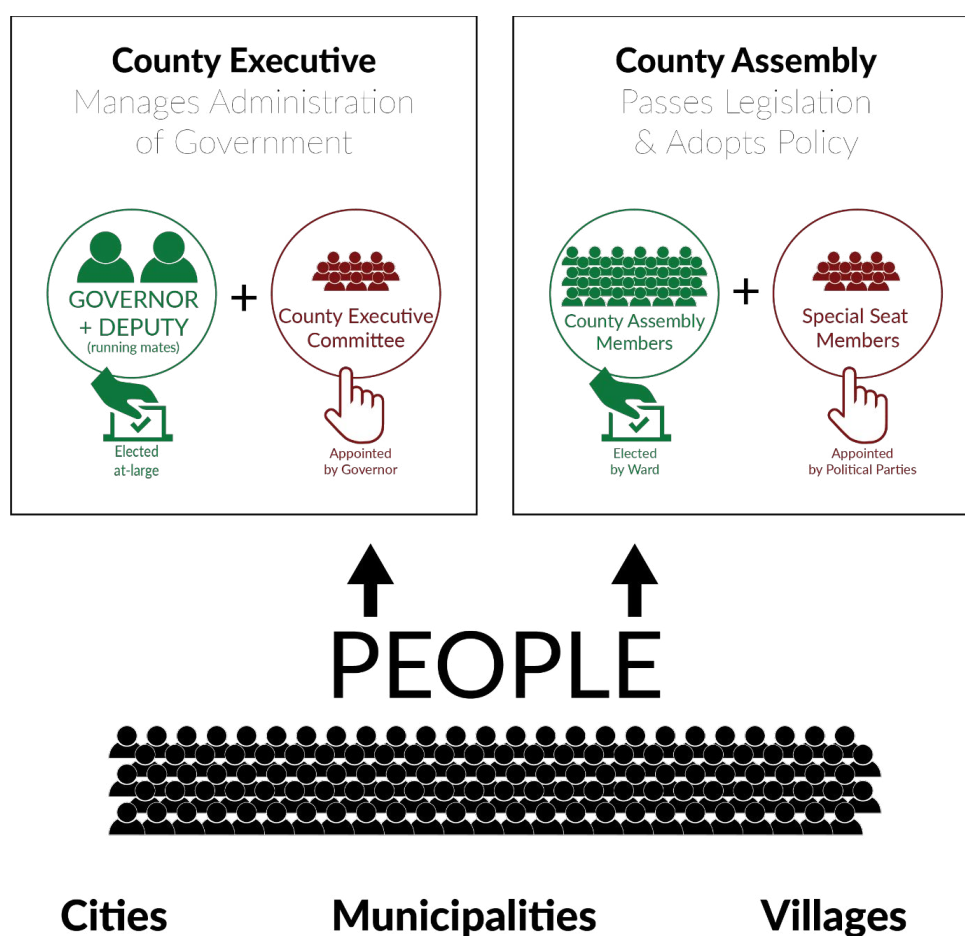 County Executive
Manages Administration
of Government
GOVERNOR
+ DEPUTY
(running mates)
Elected
at-large
+
County Executive
Committee
Appointed
by Governor
County Assembly
Passes Legislation
& Adopts Policy
County Assembly
Members
Elected
by Ward
+
Special Seat
Members
Appointed
by Political Parties
PEOPLE
Cities
Municipalities
Villages